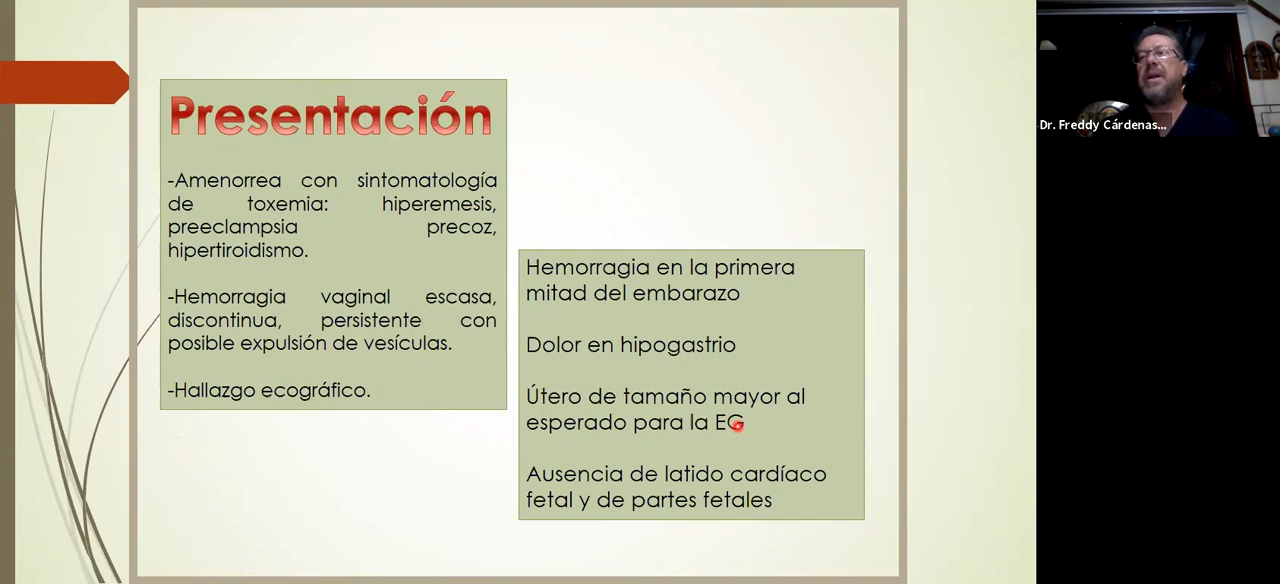 Presentación
-Amenorrea con sintomatología
de toxemia: hiperemesis,
preeclampsia precoz,
hipertiroidismo.
-Hemorragia vaginal escasa,
discontinua, persistente con
posible expulsión de vesículas.
-Hallazgo ecográfico.
Hemorragia en la primera
mitad del embarazo
Dolor en hipogastrio
Útero de tamaño mayor al
esperado para la EG
Ausencia de latido cardíaco
fetal y de partes fetales
Dr. Freddy Cárdenas...